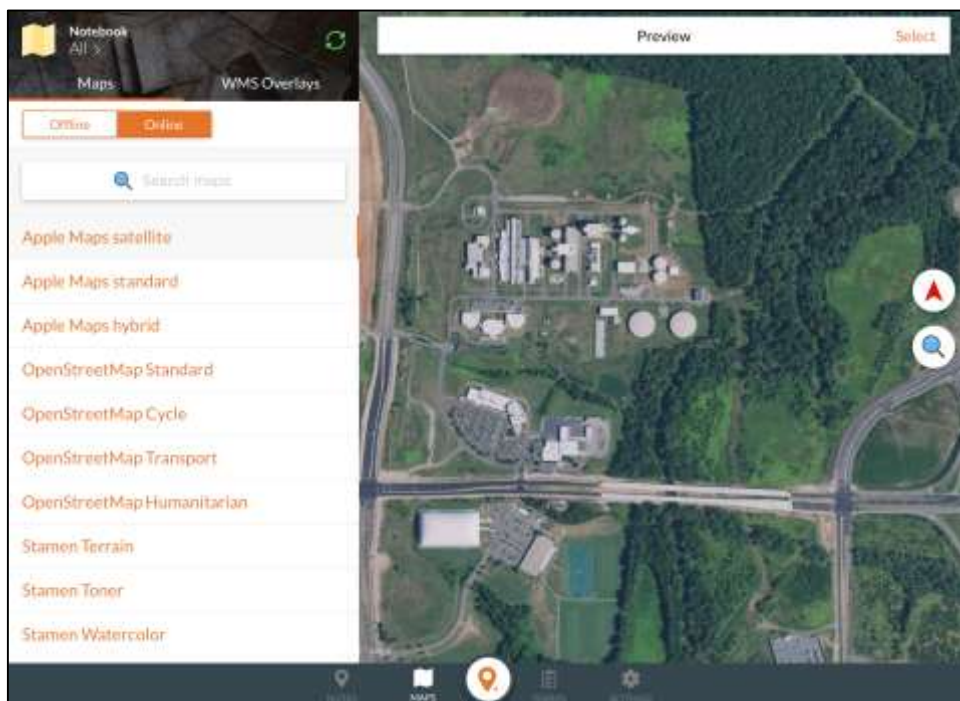 Notebook
All >
Preview
Select
Maps
WMS Overlays
Offline
Online
Search maps
Apple Maps satellite
Apple Maps standard
Apple Maps hybrid
OpenStreetMap Standard
OpenStreetMap Cycle
OpenStreetMap Transport
OpenStreetMap Humanitarian
Stamen Terrain
Stamen Toner
Stamen Watercolor
MAPS
SETTINGS